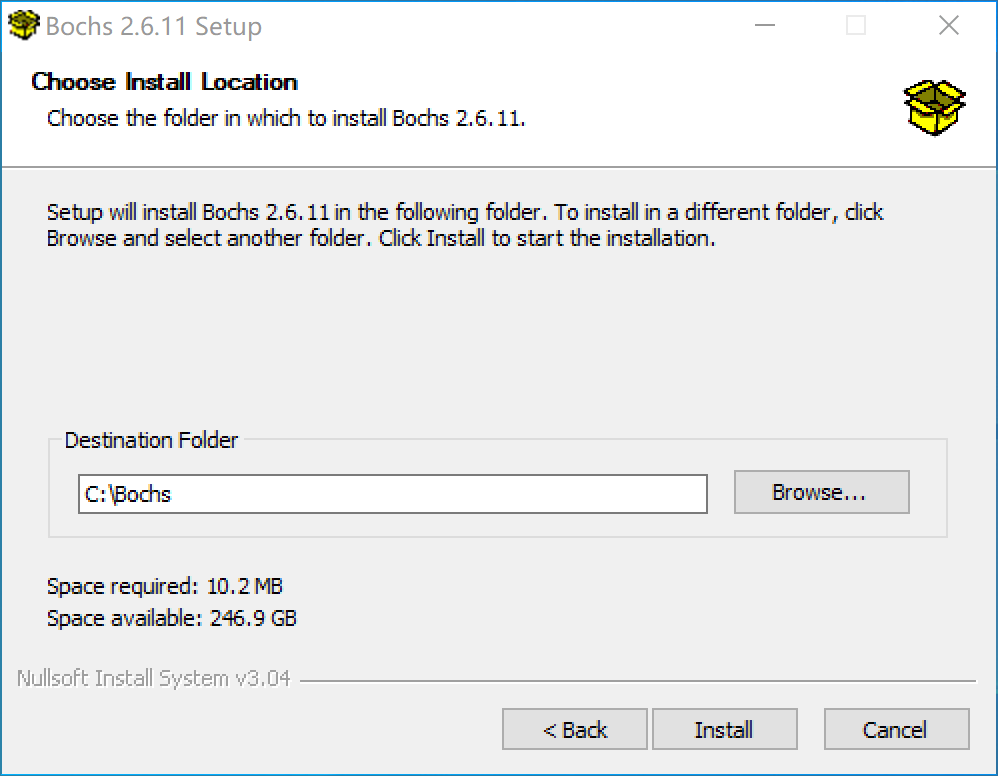 Bochs 2.6.11 Setup
Choose Install Location
Choose the folder in which to install Bochs 2.6.11.
Setup will install Bochs 2.6.11 in the following folder. To install in a different folder, click
Browse and select another folder. Click Install to start the installation.
Destination Folder
C:\Bochs
Browse...
Space required: 10.2 MB
Space available: 246.9 GB
Nullsoft Install System v3.04
< Back
Install
Cancel